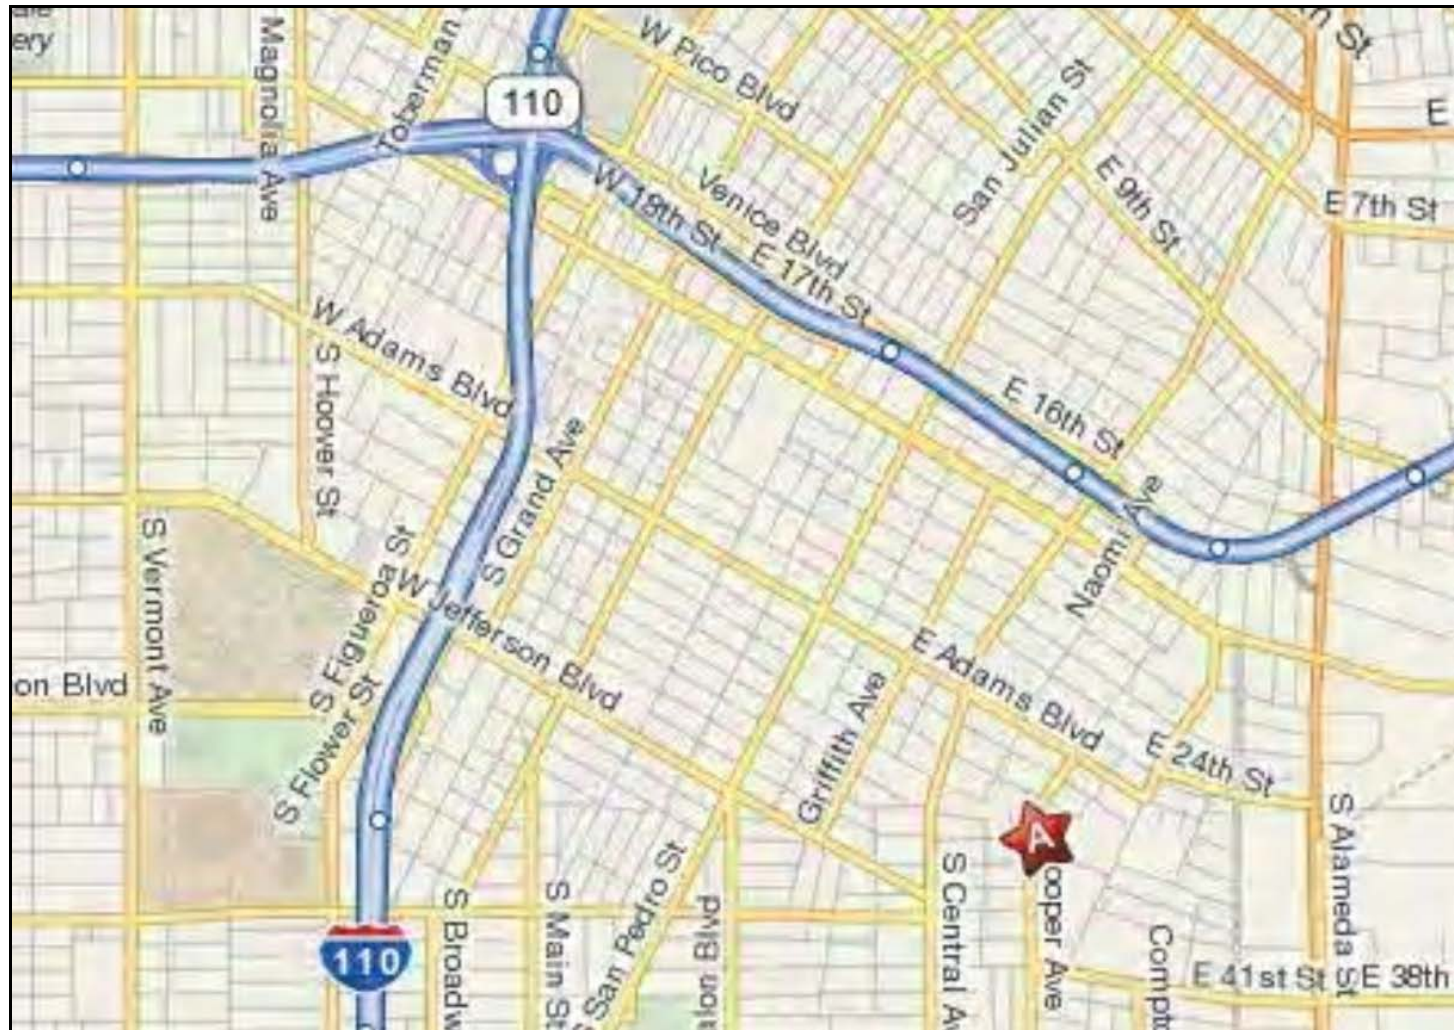 ery
Magnolia Ave
Toberman
W Pico Blvd
110
San Julian St
E 9th St
E 7th St
E
W 18th St
Venice Blvd
E 17th St
W Adams Blvd
S Hoover St
E 16th St
S Grand Ave
Naomi
S Vermont Ave
S Figueroa St
W Jefferson Blvd
on Blvd
S Flower St
Griffith Ave
E Adams Blvd
E 24th St
A
S Alameda St
S Central Av
ooper Ave
S Broadw
S Main St
San Pedro St
alon Blvd
Compt
110
E 41st St
E 38th